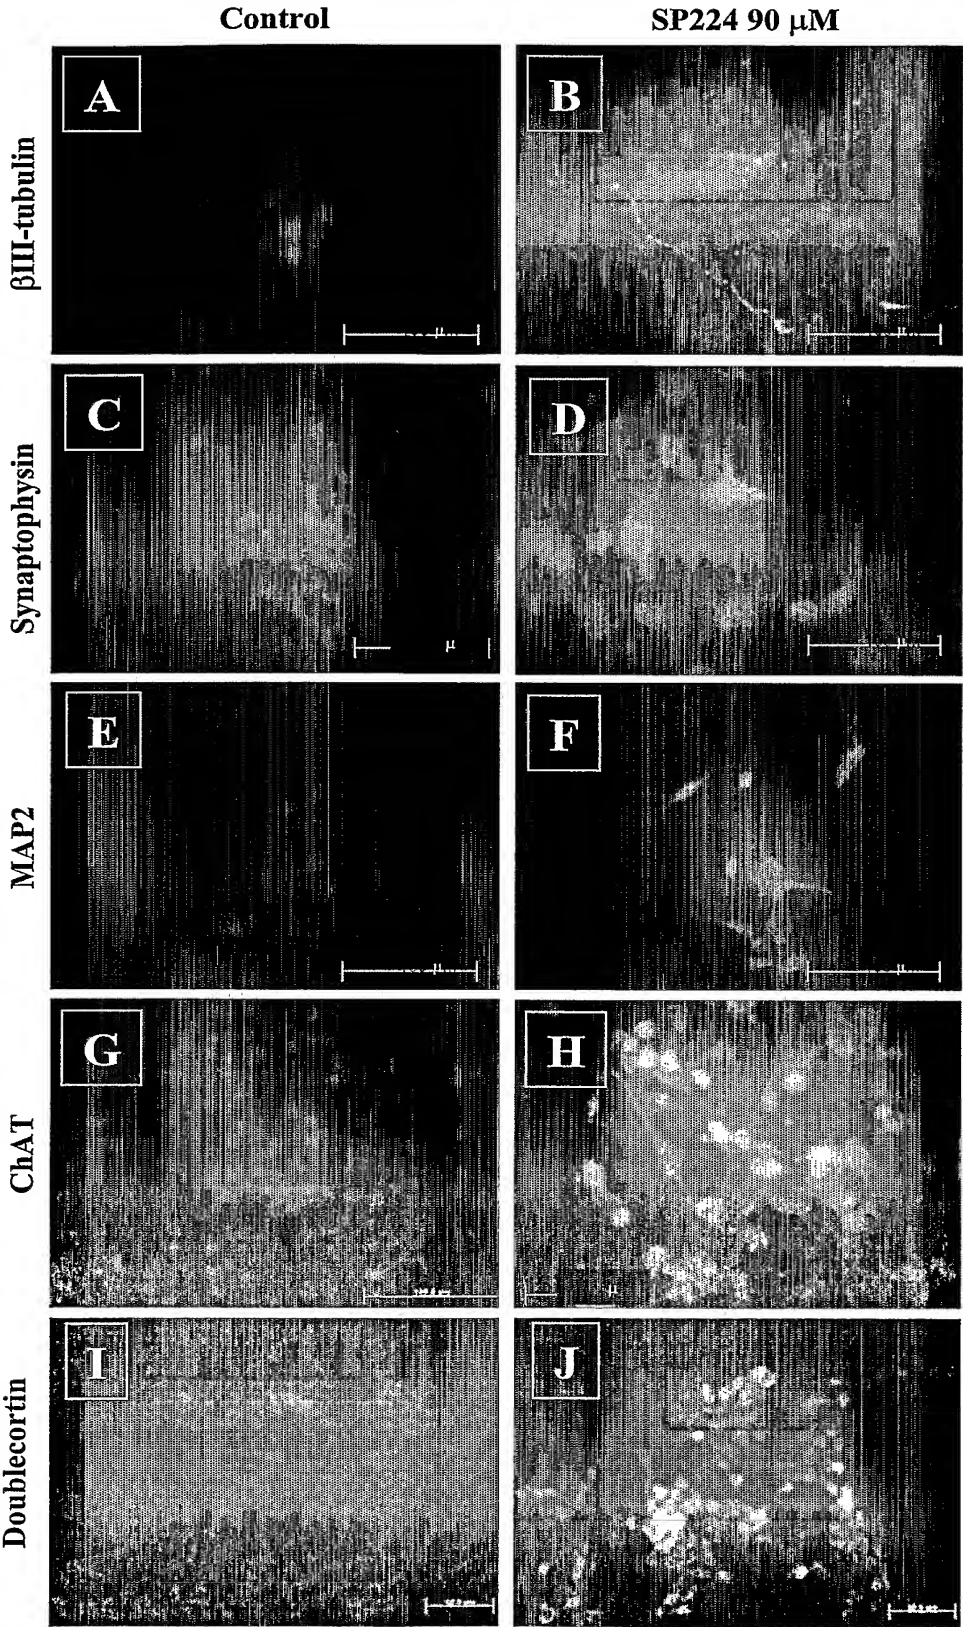 Control
SP224 90 μM
βIII-tubulin
A
B
μ
μ
Synaptophysin
C
D
μ
μ
MAP2
E
F
μ
μ
ChAT
G
H
μ
Doublecortin
I
J